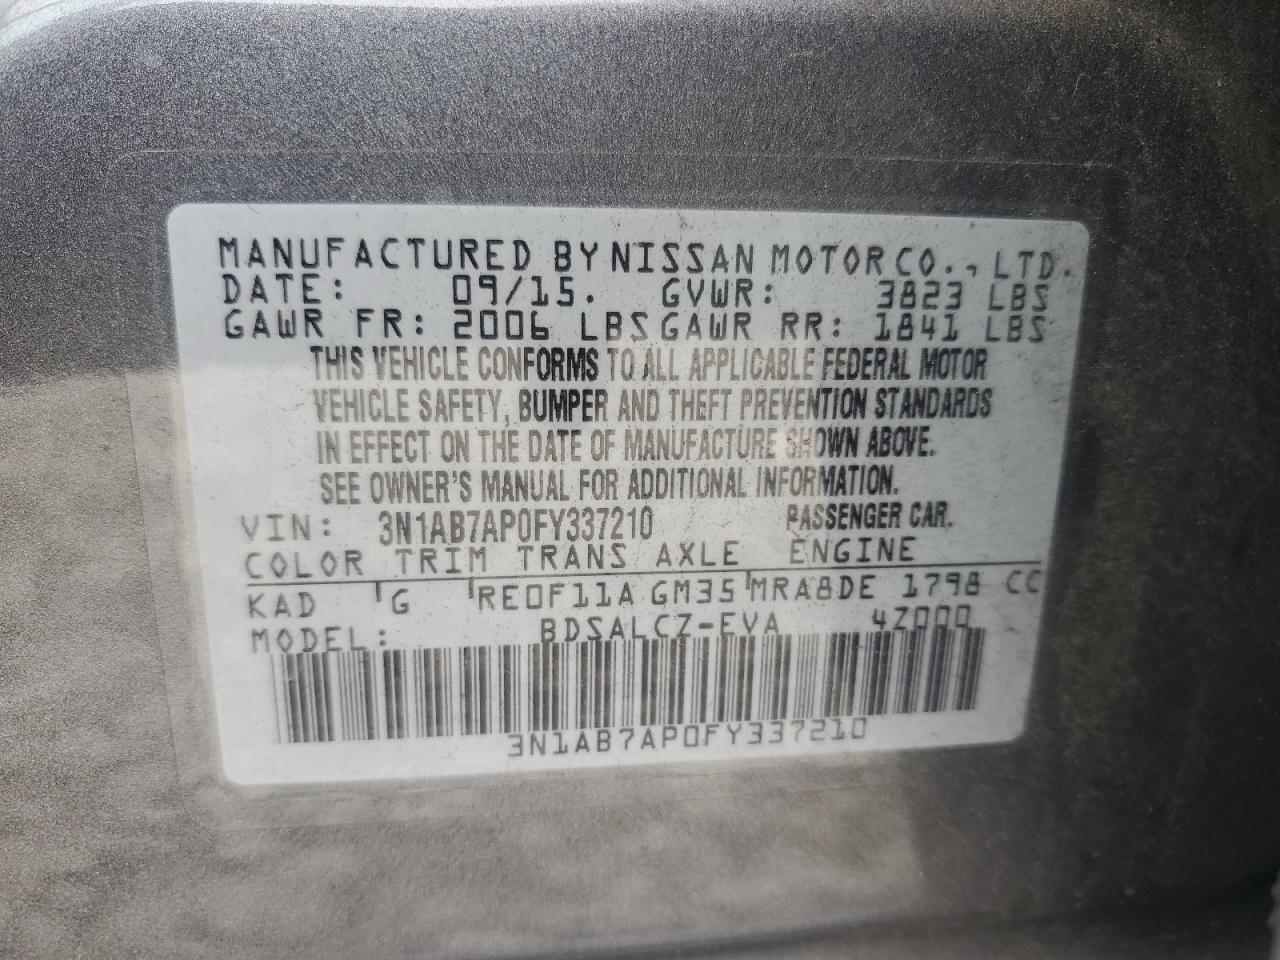 MANUFACTURED BY NISSAN MOTOR CO., LTD.
DATE: 09/15. GVWR: 3823 LBS
GAWR FR: 2006 LBS GAWR RR: 1841 LBS
THIS VEHICLE CONFORMS TO ALL APPLICABLE FEDERAL MOTOR
VEHICLE SAFETY, BUMPER AND THEFT PREVENTION STANDARDS
IN EFFECT ON THE DATE OF MANUFACTURE SHOWN ABOVE.
SEE OWNER'S MANUAL FOR ADDITIONAL INFORMATION.
VIN: 3N1AB7AP0FY337210 PASSENGER CAR.
COLOR TRIM TRANS AXLE ENGINE
KAD G RE0F11A GM35 MRA8DE 1798 CC
MODEL: BDSALCZ-EVA 4Z000
3N1AB7AP0FY337210